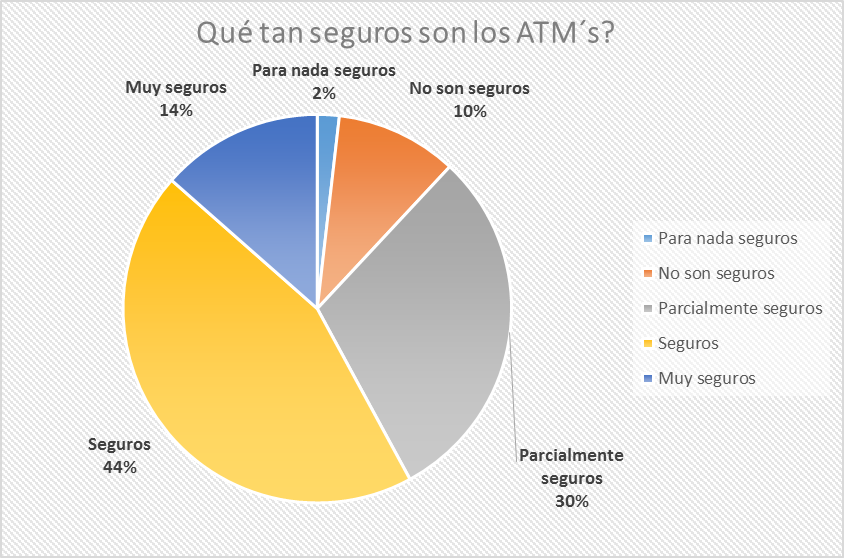 Qué tan seguros son los ATM´s?
Para nada seguros
2%
No son seguros
10%
Muy seguros
14%
Para nada seguros
No son seguros
Parcialmente seguros
Seguros
Muy seguros
Seguros
44%
Parcialmente
seguros
30%